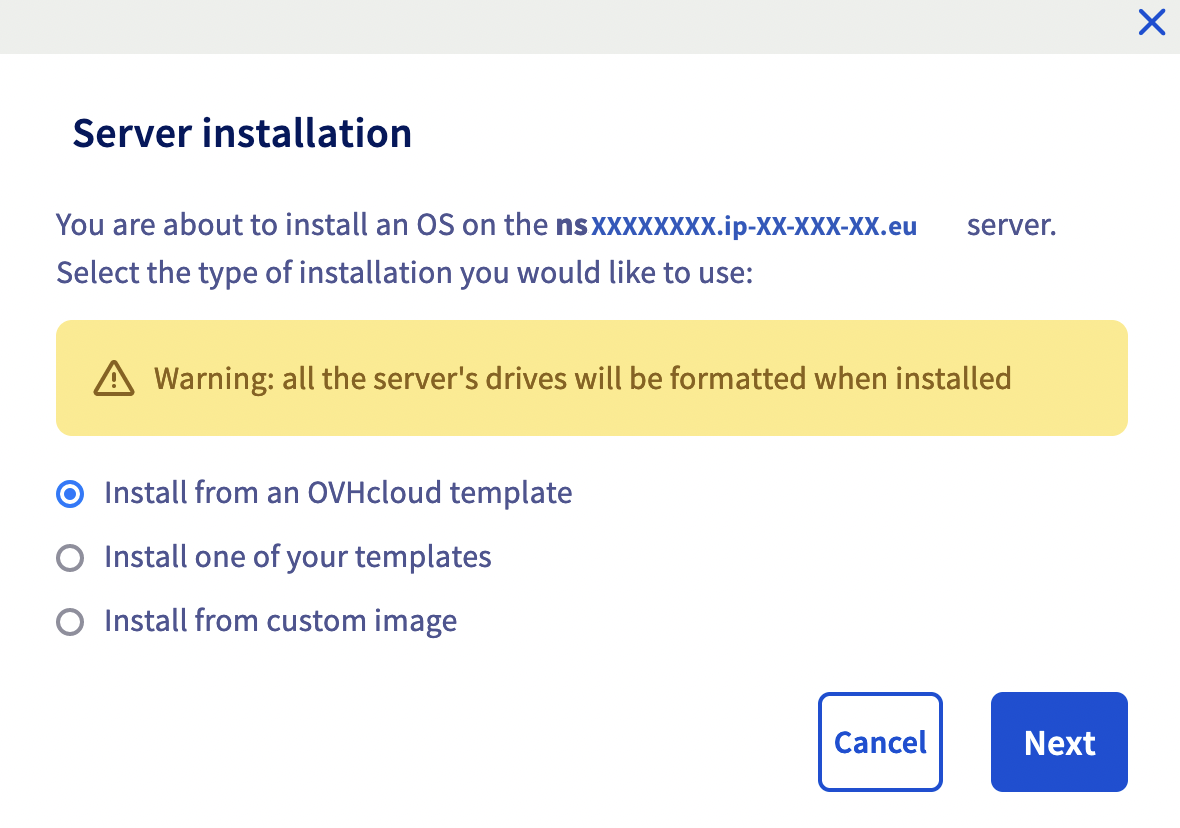 Server installation
You are about to install an OS on the nsXXXXXXXX.ip-XX-XXX-XX.eu server.
Select the type of installation you would like to use:
Warning: all the server's drives will be formatted when installed
Install from an OVHcloud template
Install one of your templates
Install from custom image
Cancel Next